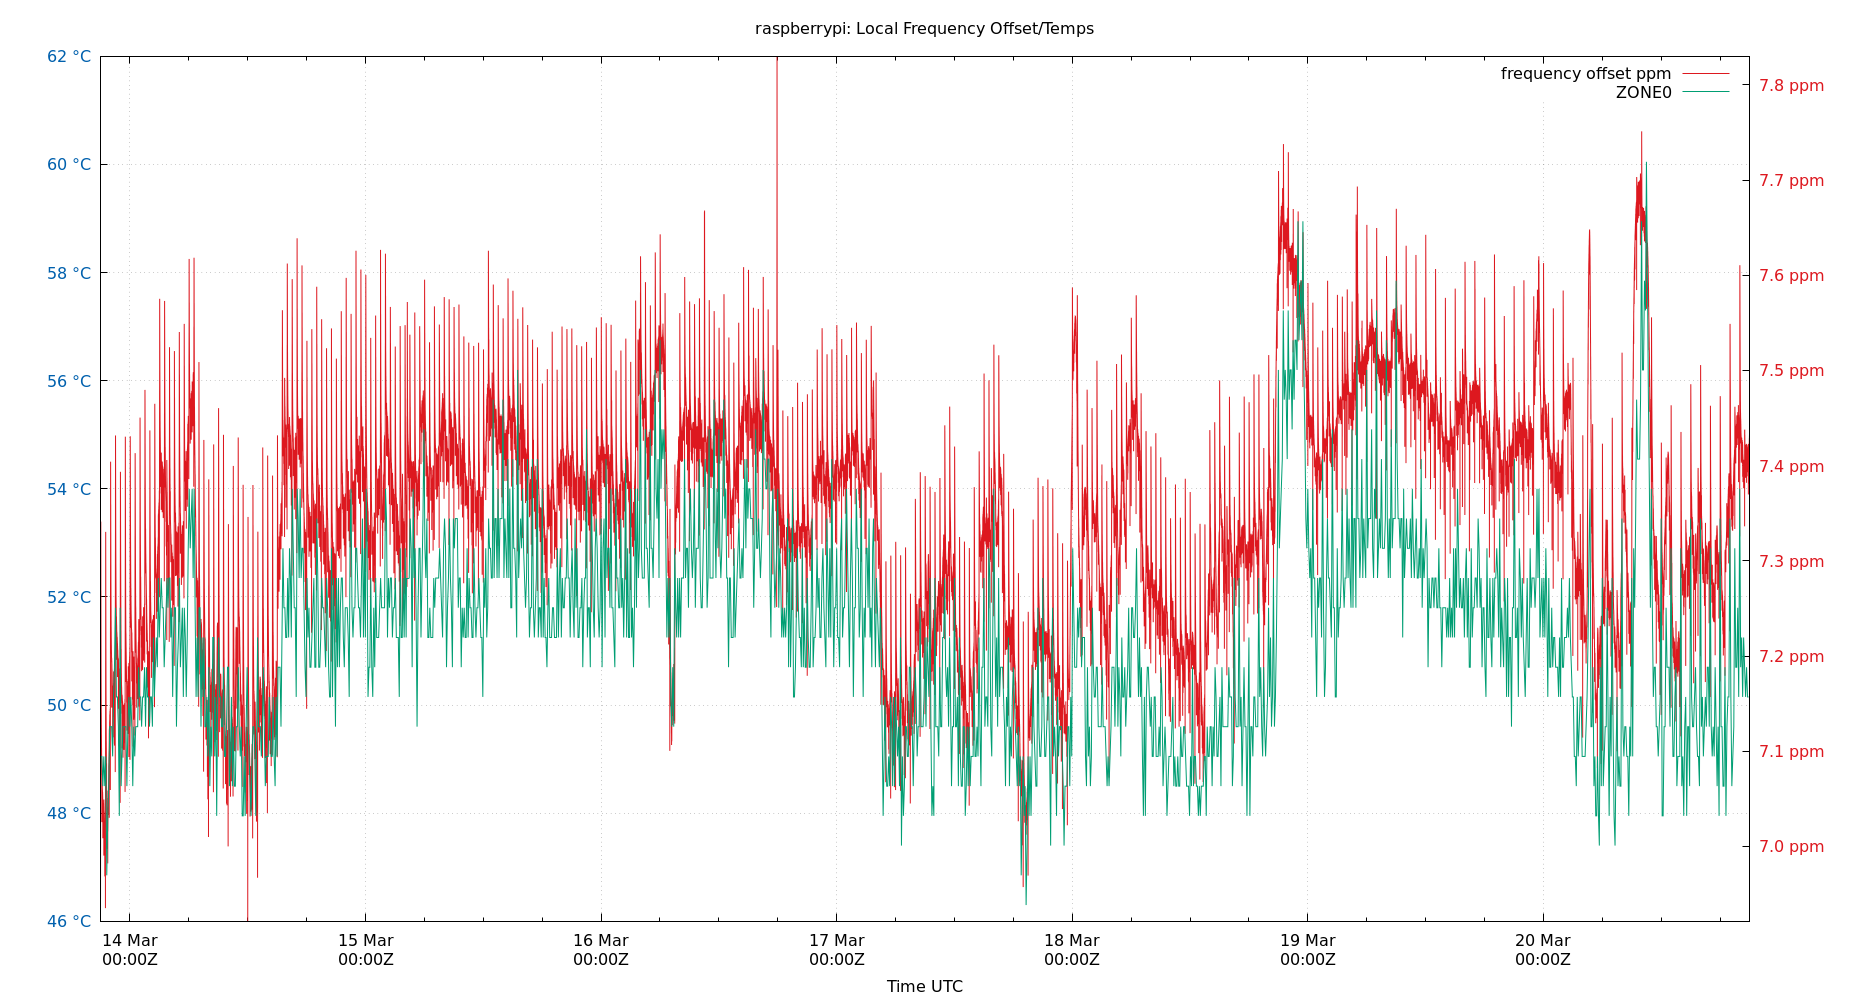 raspberrypi: Local Frequency Offset/Temps
frequency offset ppm
ZONE0
62 °C
60 °C
58 °C
56 °C
54 °C
52 °C
50 °C
48 °C
46 °C
7.8 ppm
7.7 ppm
7.6 ppm
7.5 ppm
7.4 ppm
7.3 ppm
7.2 ppm
7.1 ppm
7.0 ppm
14 Mar
00:00Z
15 Mar
00:00Z
16 Mar
00:00Z
17 Mar
00:00Z
18 Mar
00:00Z
19 Mar
00:00Z
20 Mar
00:00Z
Time UTC